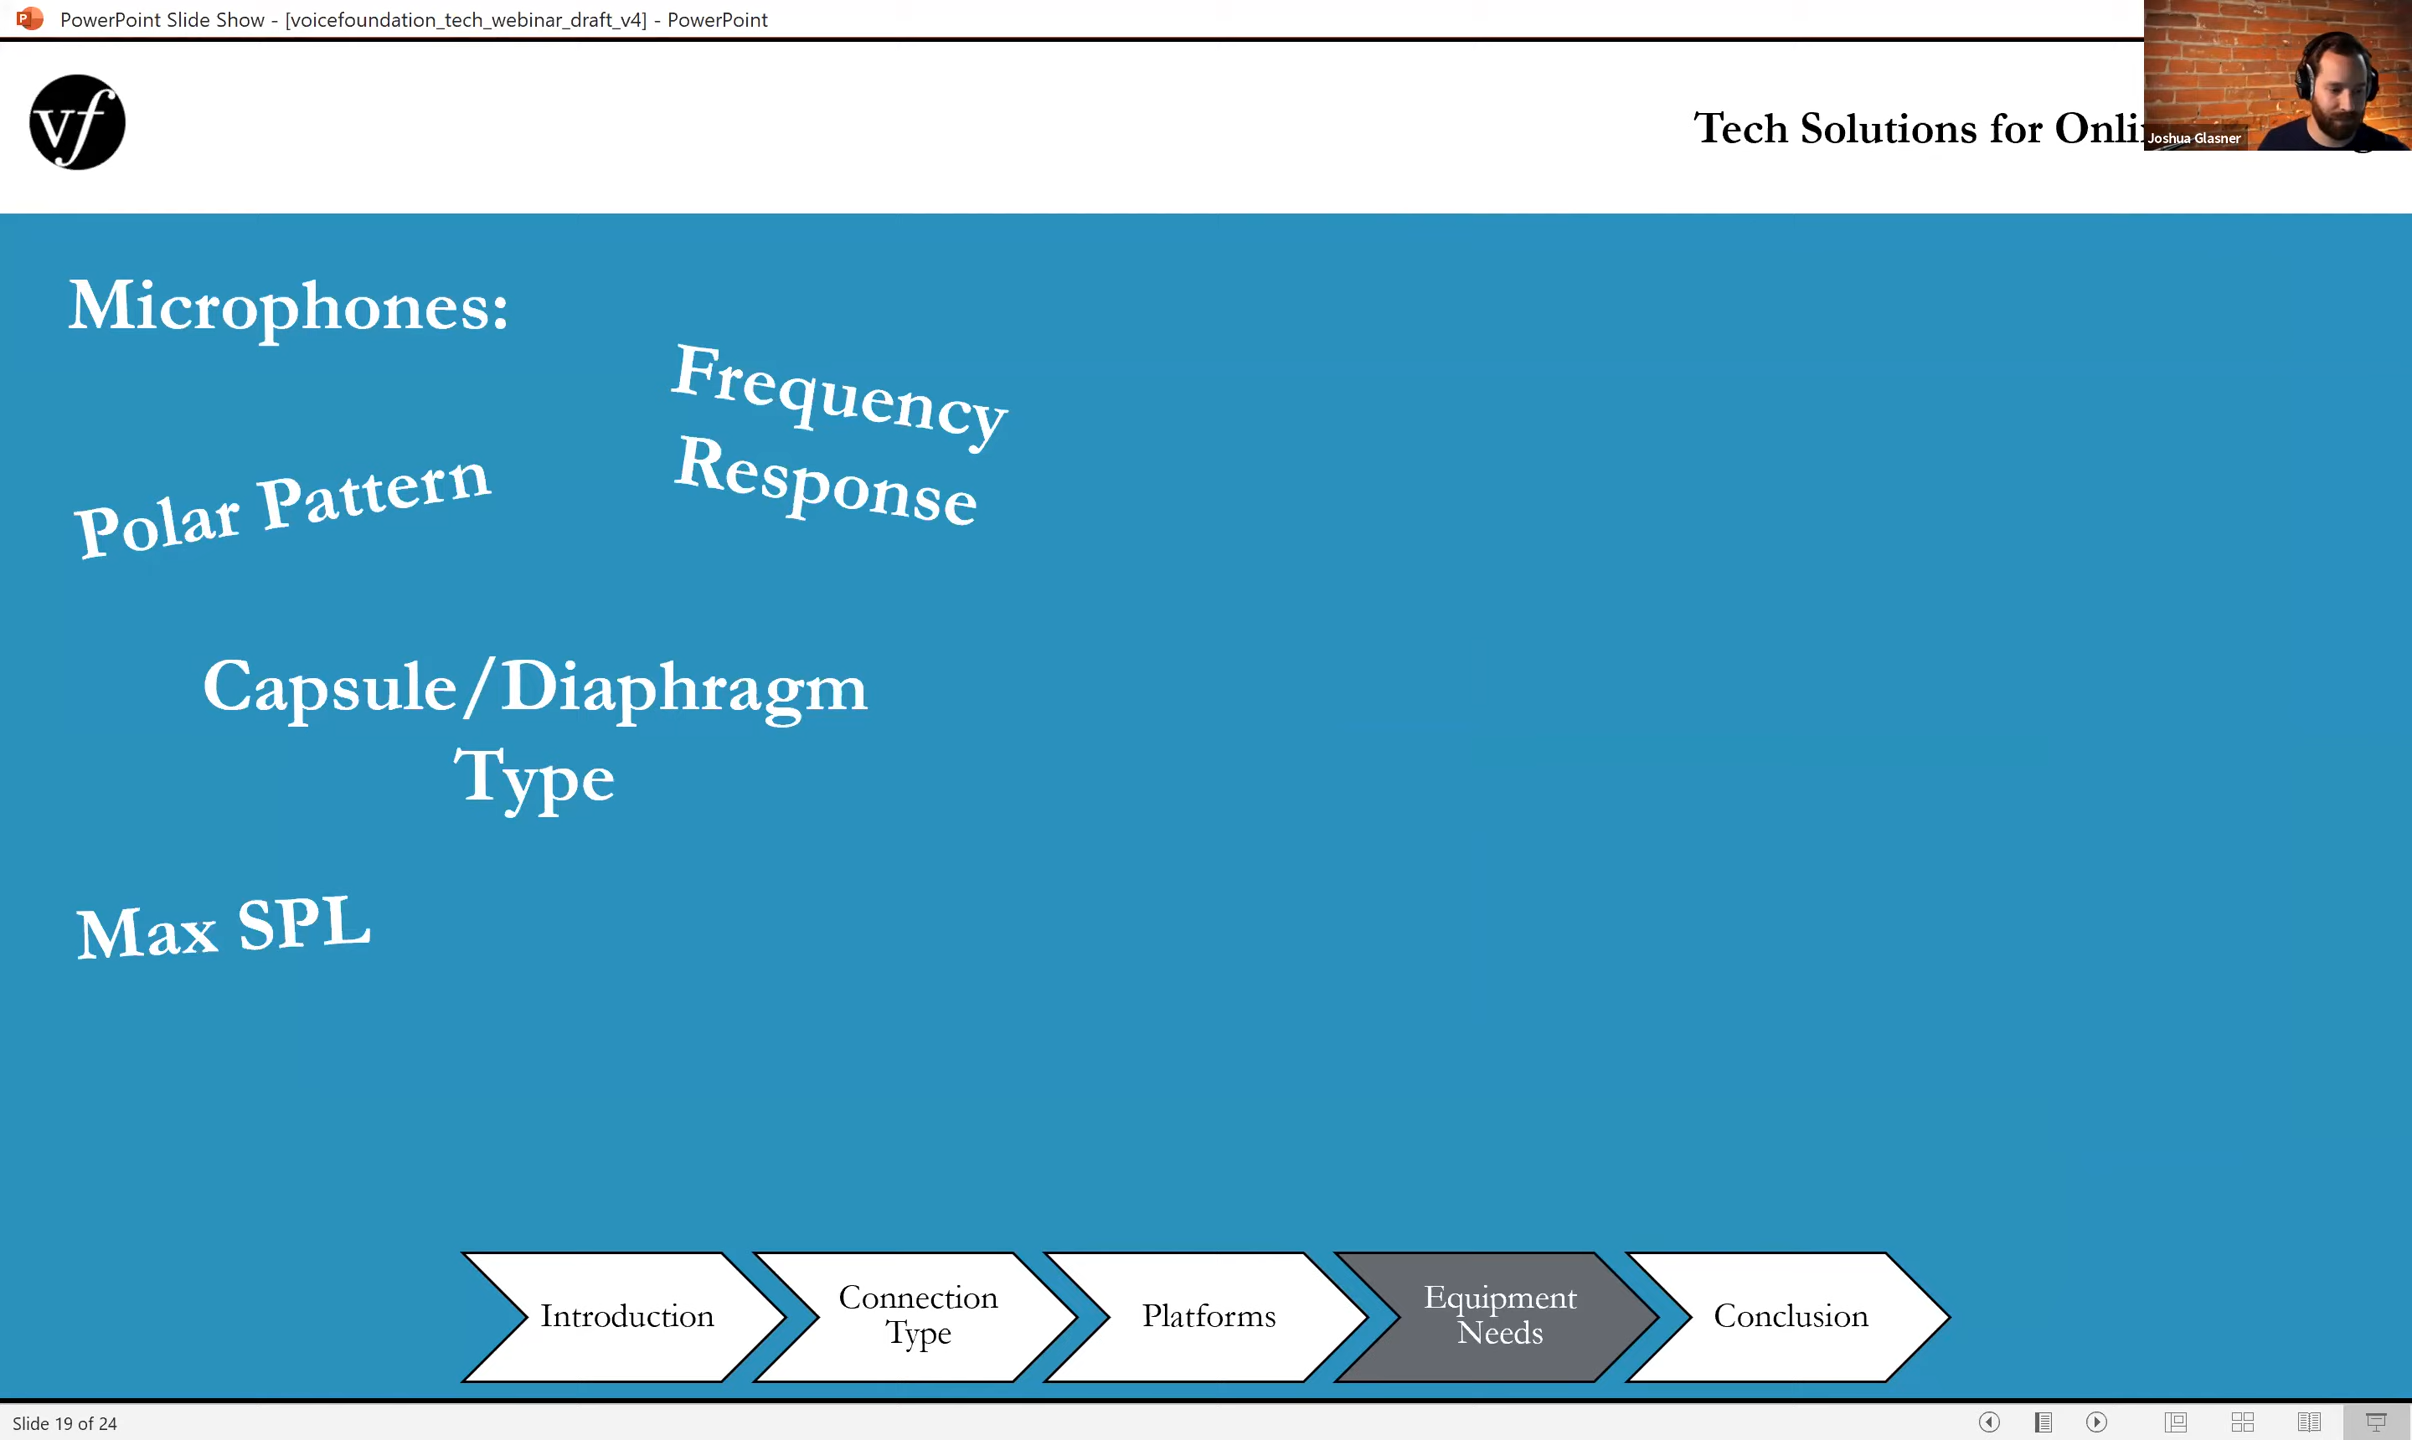 PowerPoint Slide Show - [voicefoundation_tech_webinar_draft_v4] - PowerPoint
vf
Tech Solutions for Onli
Joshua Glasner
Microphones:
Frequency
Response
Polar Pattern
Capsule/Diaphragm
Type
Max SPL
Introduction
Connection
Type
Platforms
Equipment
Needs
Conclusion
Slide 19 of 24